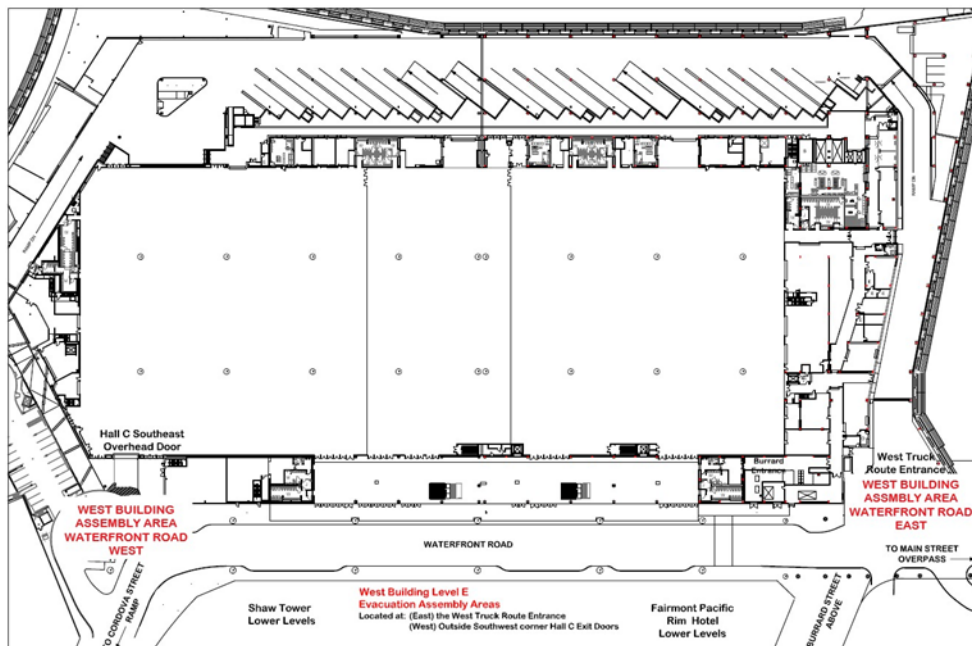 Hall C Southeast
Overhead Door
WEST BUILDING
ASSEMBLY AREA
WATERFRONT ROAD
WEST
Burrard
Entrance
West Truck
Route Entrance
WEST BUILDING
ASSMBLY AREA
WATERFRONT ROAD
EAST
WATERFRONT ROAD
TO MAIN STREET
OVERPASS
TO CORDOVA STREET
RAMP
Shaw Tower
Lower Levels
West Building Level E
Evacuation Assembly Areas
Located at: (East) the West Truck Route Entrance
(West) Outside Southwest corner Hall C Exit Doors
Fairmont Pacific
Rim Hotel
Lower Levels
BURRARD STREET
ABOVE